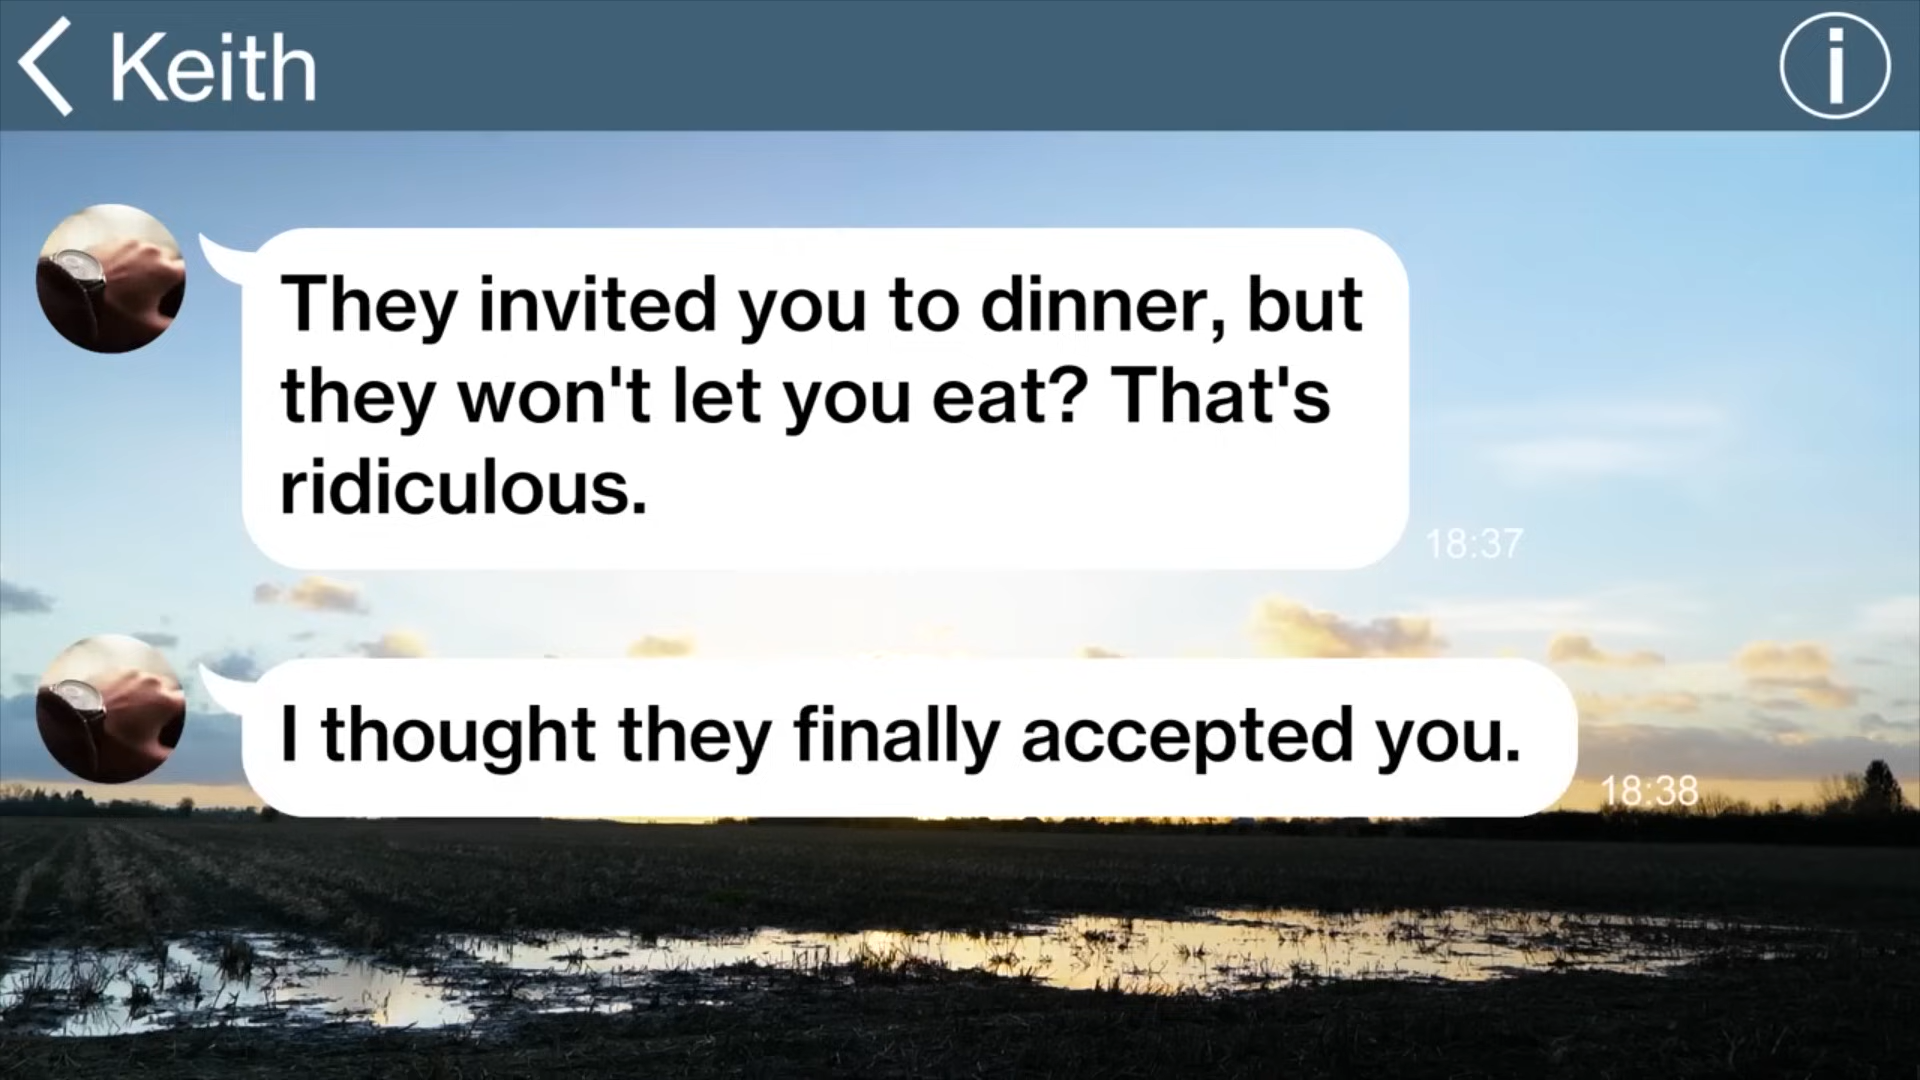 Keith
i
They invited you to dinner, but
they won't let you eat? That's
ridiculous.
18:37
I thought they finally accepted you.
18:38